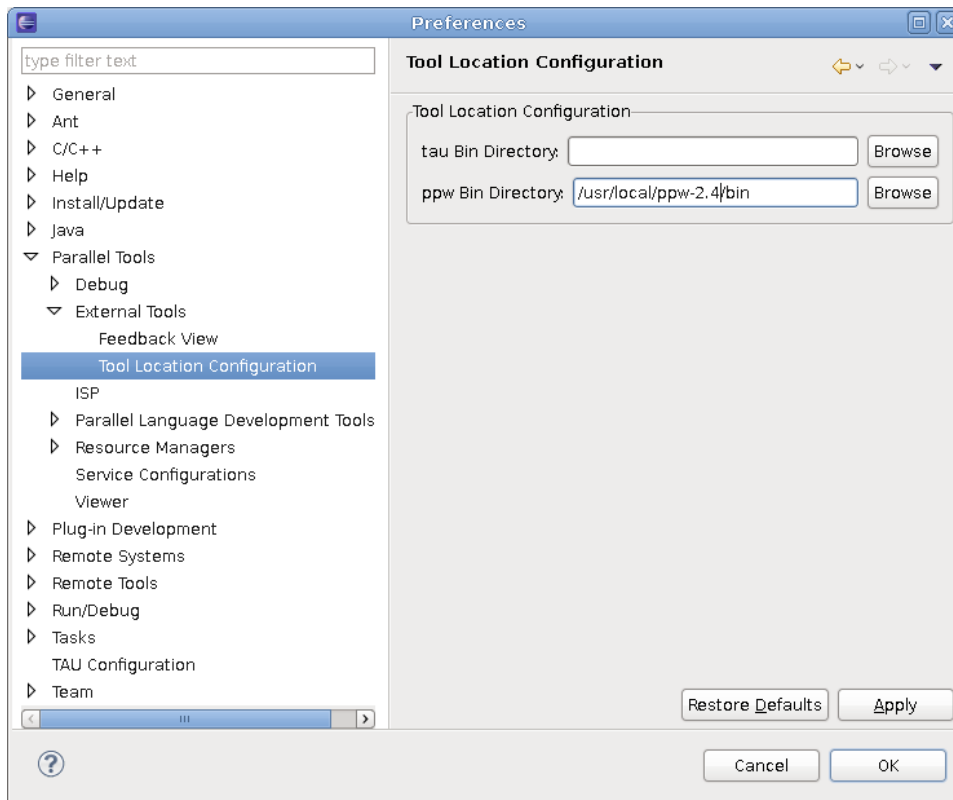 Preferences
type filter text
General
Ant
C/C++
Help
Install/Update
Java
Parallel Tools
Debug
External Tools
Feedback View
Tool Location Configuration
ISP
Parallel Language Development Tools
Resource Managers
Service Configurations
Viewer
Plug-in Development
Remote Systems
Remote Tools
Run/Debug
Tasks
TAU Configuration
Team
Tool Location Configuration
Tool Location Configuration
tau Bin Directory: Browse
ppw Bin Directory: /usr/local/ppw-2.4/bin Browse
Restore Defaults Apply
Cancel OK